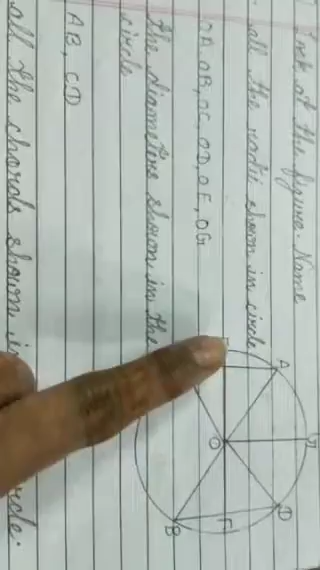 Look at the figure. Name
all the radii shown in circle
OA, OB, OC, OD, OE, OG
The diameters shown in the
circle
AB, CD
all the chords shown in circle.
A
G
O
D
F
B